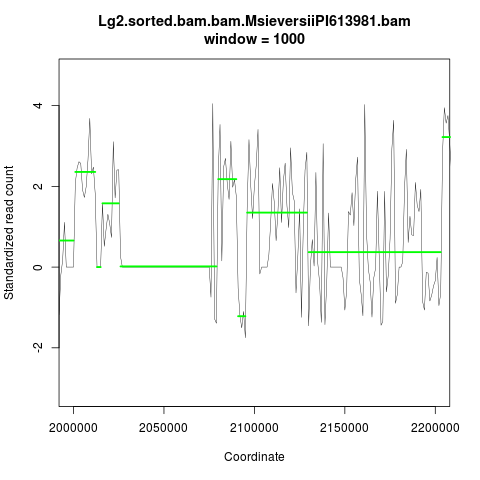 Lg2.sorted.bam.bam.MsieversiiPI613981.bam
window = 1000
Standardized read count
4
2
0
-2
2000000 2050000 2100000 2150000 2200000
Coordinate